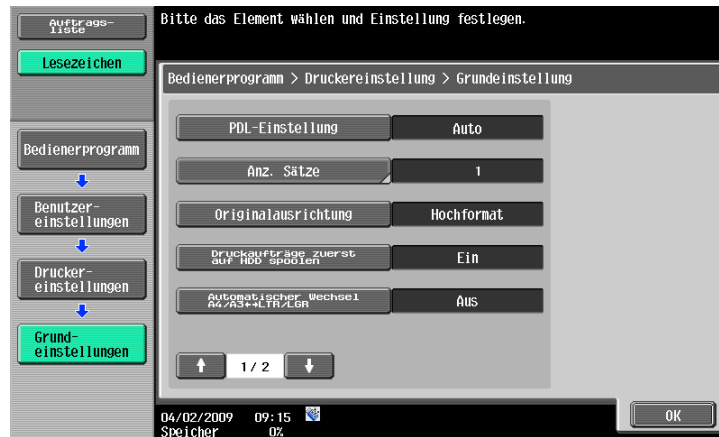 Auftrags-
liste
Bitte das Element wählen und Einstellung festlegen.
Lesezeichen
Bedienerprogramm > Druckereinstellung > Grundeinstellung
PDL-Einstellung
Auto
Bedienerprogramm
Anz. Sätze
1
Benutzer-
einstellungen
Originalausrichtung
Hochformat
Druckaufträge zuerst
auf HDD spoolen
Ein
Drucker-
einstellungen
Automatischer Wechsel
A4/A3↔LTR/LGR
Aus
Grund-
einstellungen
1/2
04/02/2009 09:15
Speicher 0%
OK